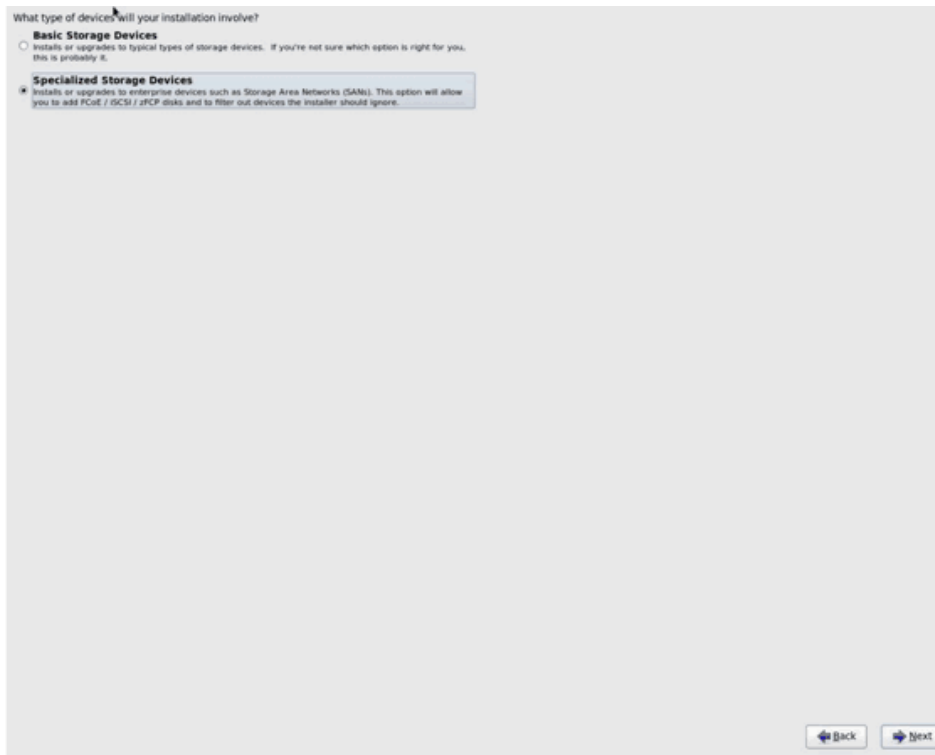 What type of devices will your installation involve?
Basic Storage Devices
Installs or upgrades to typical types of storage devices.  If you're not sure which option is right for you,
this is probably it.
Specialized Storage Devices
Installs or upgrades to enterprise devices such as Storage Area Networks (SANs). This option will allow
you to add FCoE / iSCSI / zFCP disks and to filter out devices the installer should ignore.
Back
Next